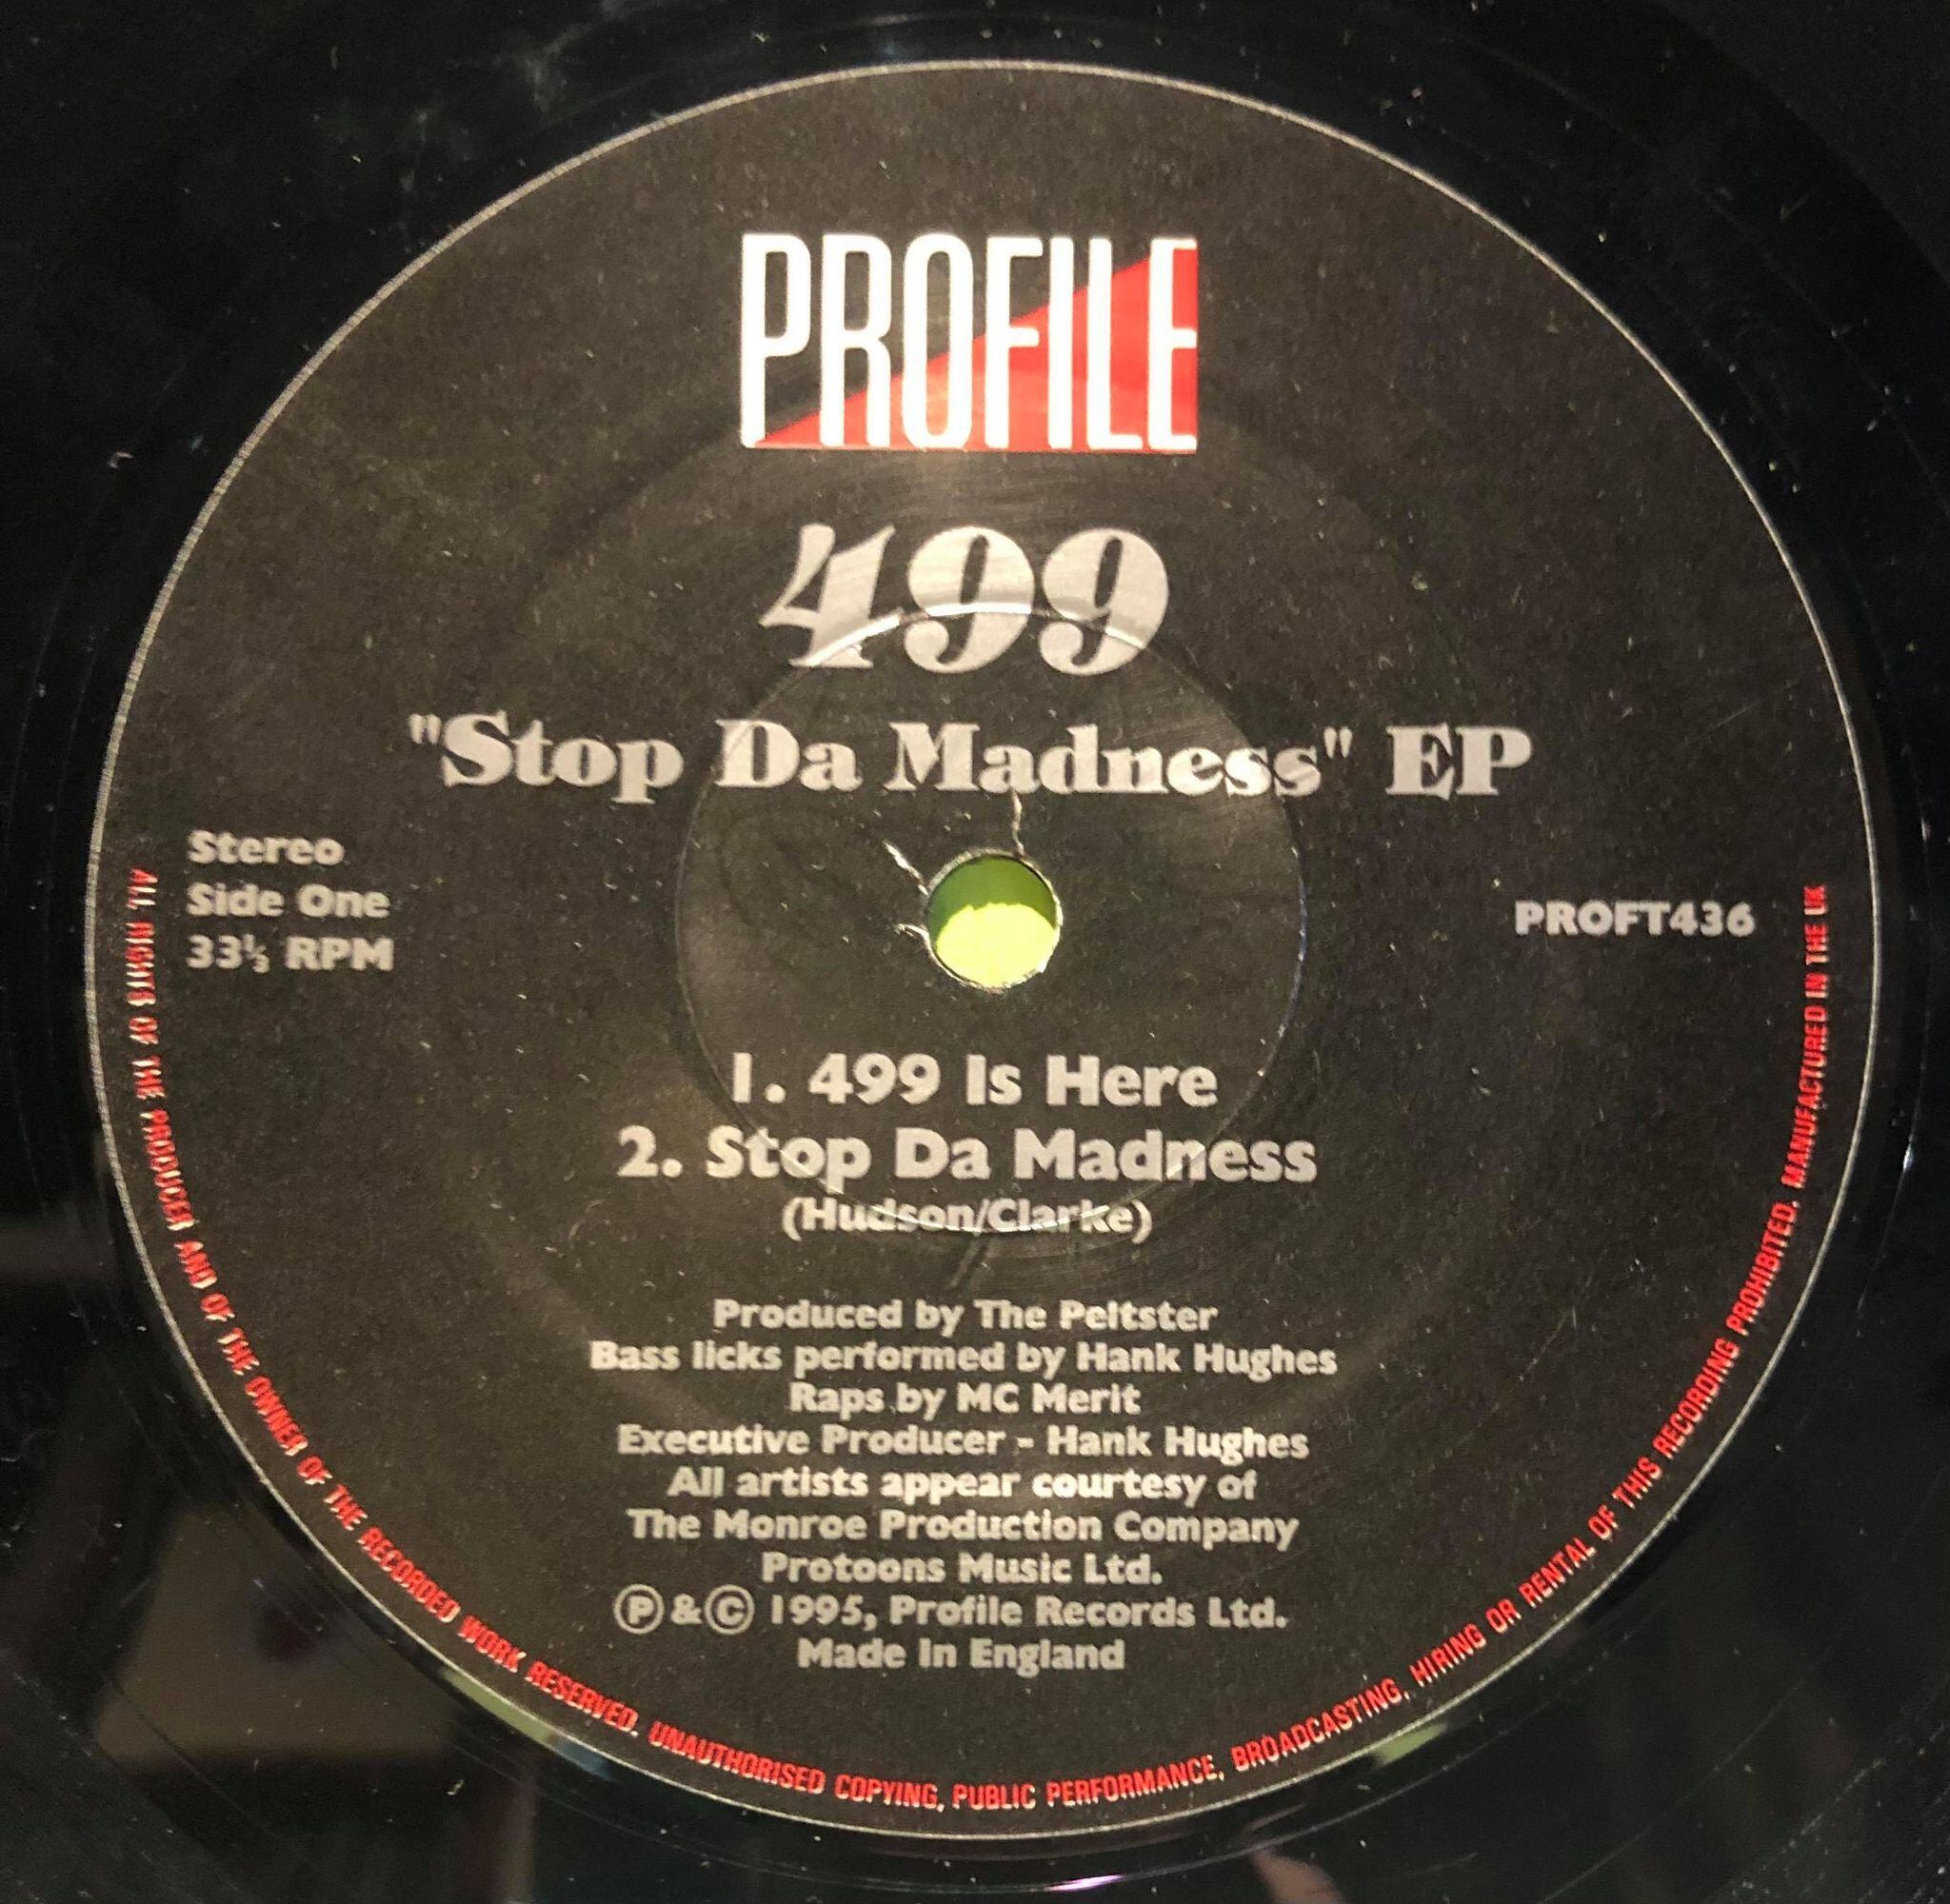 PROFILE
499
"Stop Da Madness" EP
Stereo
Side One
33⅓ RPM
PROFT436
1. 499 Is Here
2. Stop Da Madness
(Hudson/Clarke)
Produced by The Peltster
Bass licks performed by Hank Hughes
Raps by MC Merit
Executive Producer - Hank Hughes
All artists appear courtesy of
The Monroe Production Company
Protoons Music Ltd.
Ⓟ & © 1995, Profile Records Ltd.
Made In England
ALL RIGHTS OF THE PRODUCER AND OF THE OWNER OF THE RECORDED WORK RESERVED. UNAUTHORISED COPYING, PUBLIC PERFORMANCE, BROADCASTING, HIRING OR RENTAL OF THIS RECORDING PROHIBITED. MANUFACTURED IN THE UK